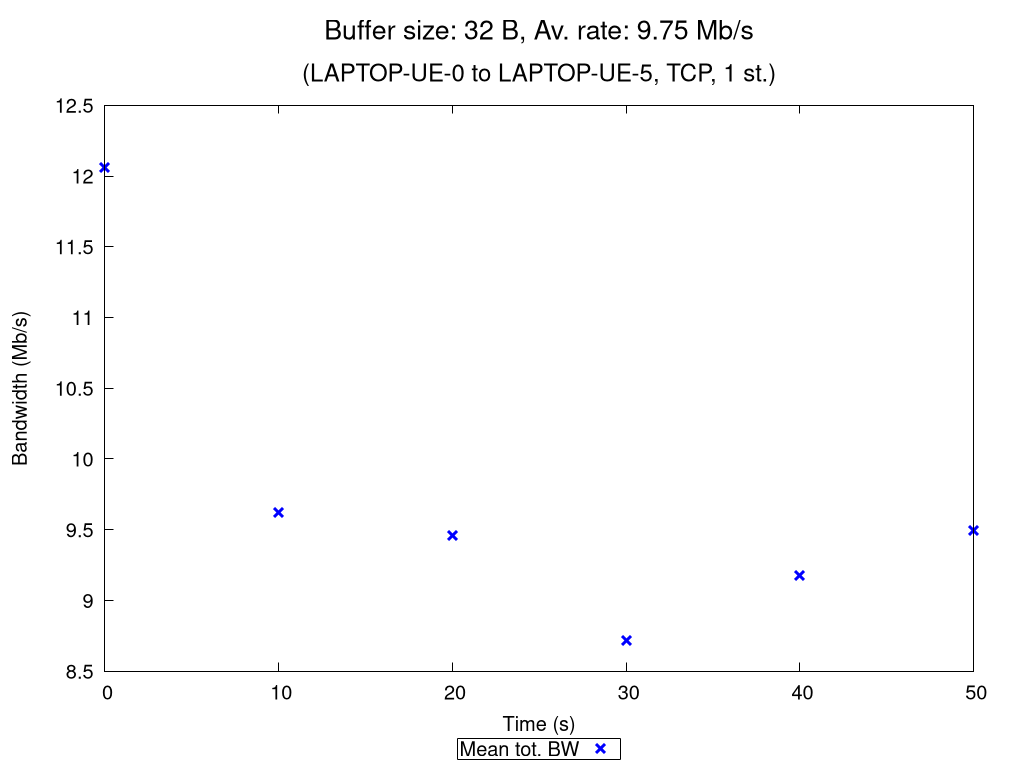 Buffer size: 32 B, Av. rate: 9.75 Mb/s
(LAPTOP-UE-0 to LAPTOP-UE-5, TCP, 1 st.)
12.5
12
11.5
11
10.5
10
9.5
9
8.5
Bandwidth (Mb/s)
0 10 20 30 40 50
Time (s)
Mean tot. BW